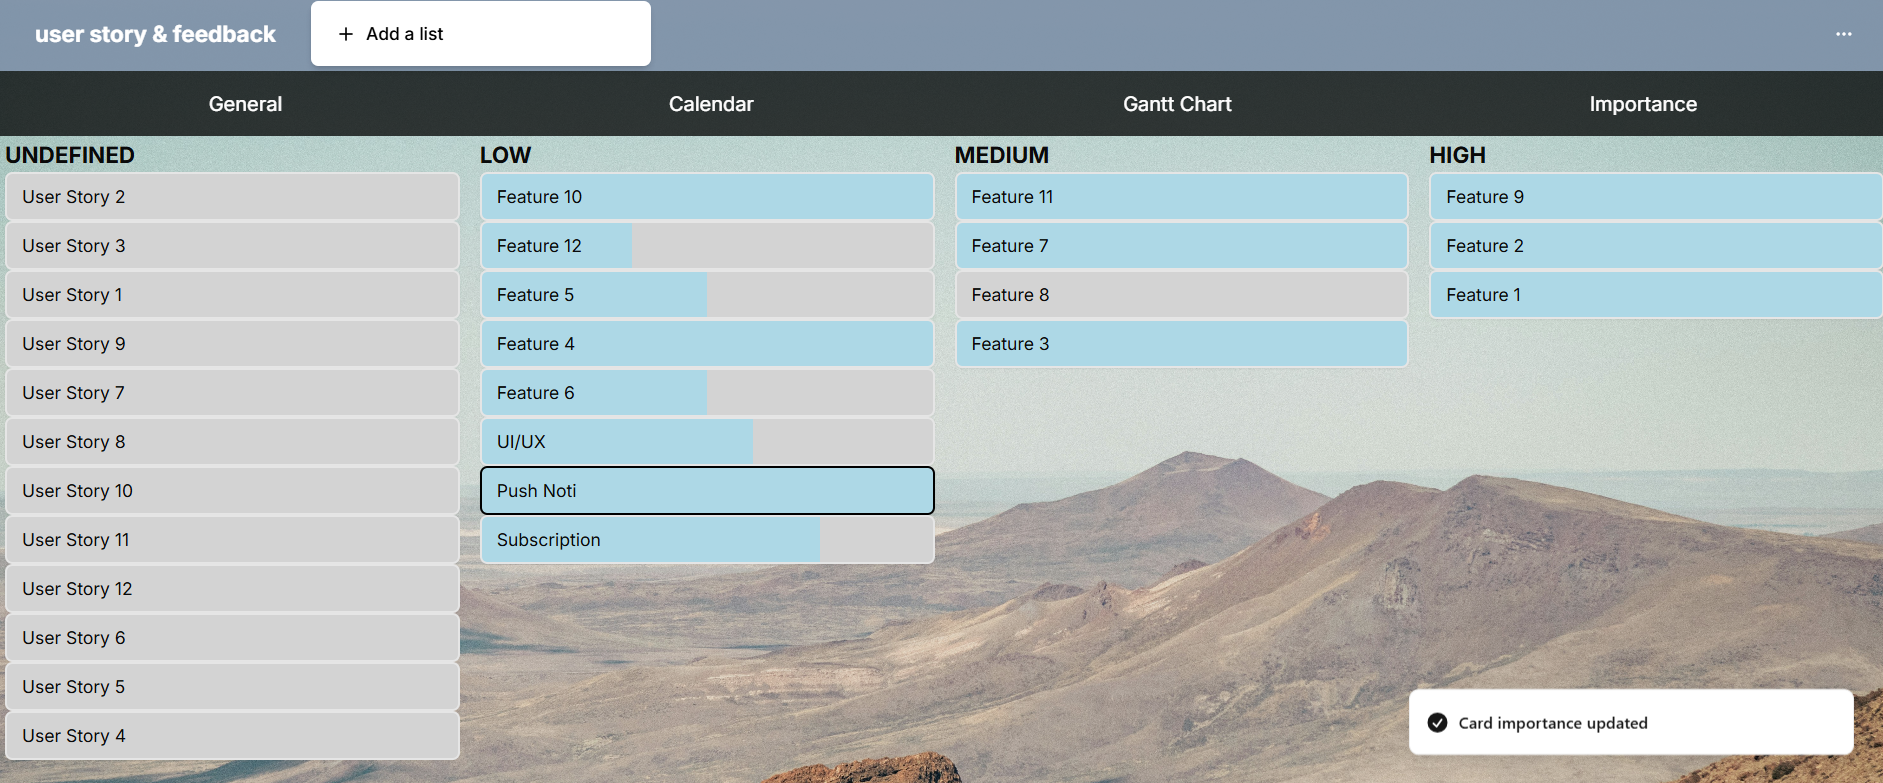 user story & feedback
+ Add a list
...
General
Calendar
Gantt Chart
Importance
UNDEFINED
User Story 2
User Story 3
User Story 1
User Story 9
User Story 7
User Story 8
User Story 10
User Story 11
User Story 12
User Story 6
User Story 5
User Story 4
LOW
Feature 10
Feature 12
Feature 5
Feature 4
Feature 6
UI/UX
Push Noti
Subscription
MEDIUM
Feature 11
Feature 7
Feature 8
Feature 3
HIGH
Feature 9
Feature 2
Feature 1
Card importance updated